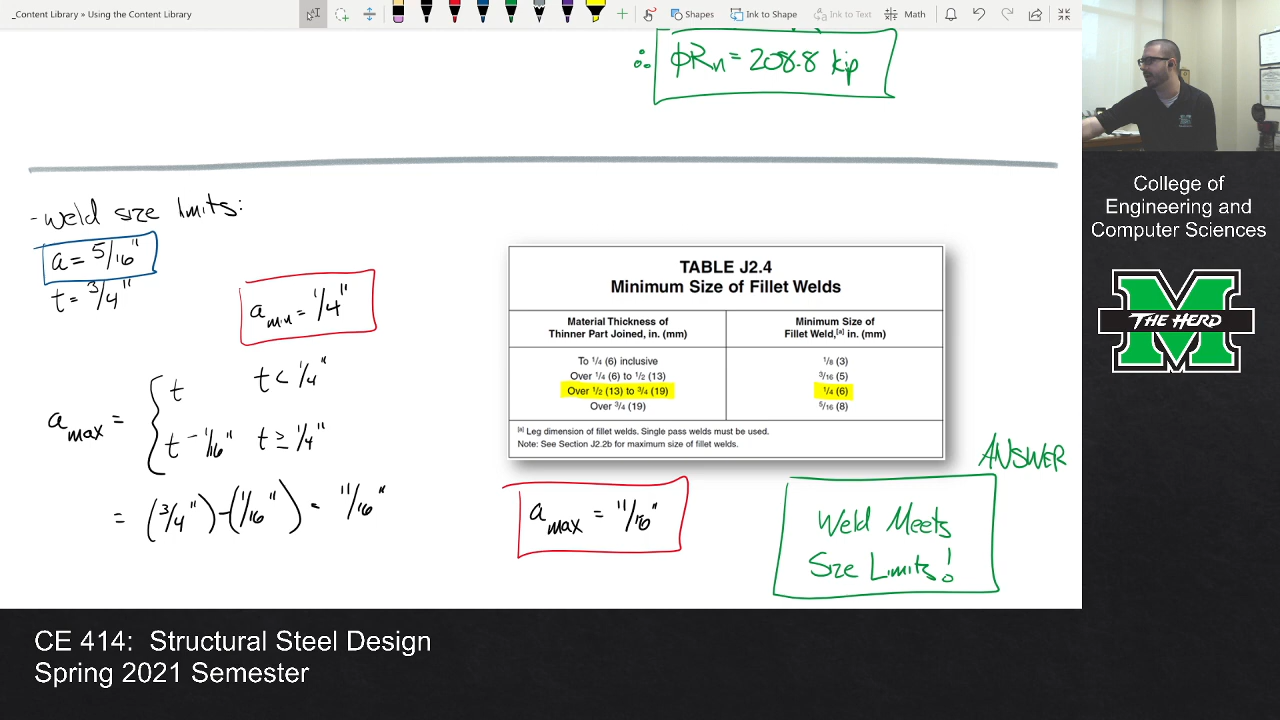 _Content Library » Using the Content Library
Shapes
Ink to Shape
Ink to Text
Math
∴ ϕRn = 208.8 kip
- Weld size limits:
a = 5/16"
t = 3/4"
a min = 1/4"
a max = { t t < 1/4"
t - 1/16" t ≥ 1/4"
= (3/4") - (1/16") = 11/16"
TABLE J2.4
Minimum Size of Fillet Welds
Material Thickness of Thinner Part Joined, in. (mm)
Minimum Size of Fillet Weld,[a] in. (mm)
To 1/4 (6) inclusive 1/8 (3)
Over 1/4 (6) to 1/2 (13) 3/16 (5)
Over 1/2 (13) to 3/4 (19) 1/4 (6)
Over 3/4 (19) 5/16 (8)
[a] Leg dimension of fillet welds. Single pass welds must be used.
Note: See Section J2.2b for maximum size of fillet welds.
a max = 11/16"
ANSWER
Weld Meets
Size Limits!
College of
Engineering and
Computer Sciences
THE HERD
CE 414: Structural Steel Design
Spring 2021 Semester